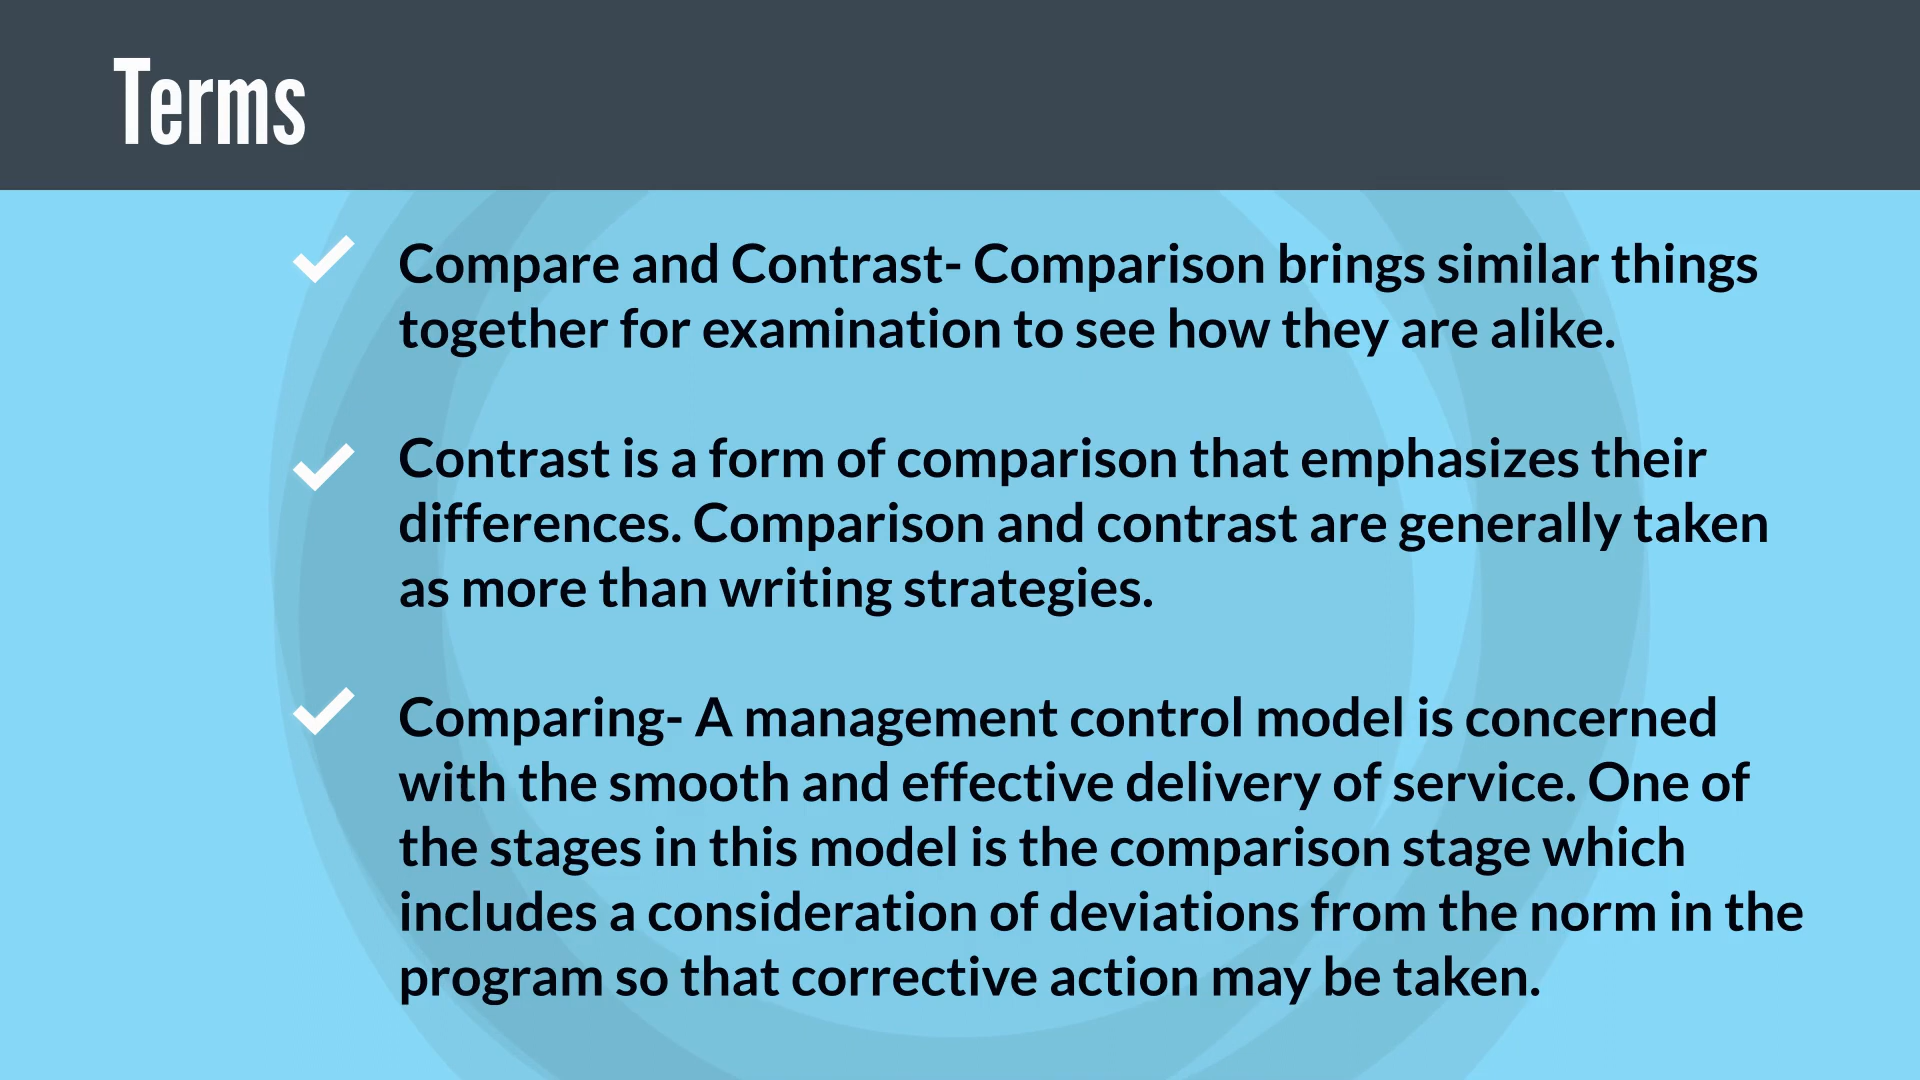 Terms
Compare and Contrast- Comparison brings similar things
together for examination to see how they are alike.
Contrast is a form of comparison that emphasizes their
differences. Comparison and contrast are generally taken
as more than writing strategies.
Comparing- A management control model is concerned
with the smooth and effective delivery of service. One of
the stages in this model is the comparison stage which
includes a consideration of deviations from the norm in the
program so that corrective action may be taken.